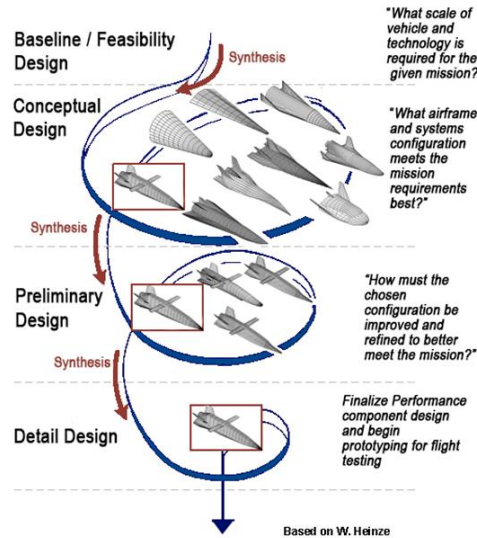 Baseline / Feasibility
Design
Synthesis
"What scale of
vehicle and
technology is
required for the
given mission?
Conceptual
Design
"What airframe
and systems
configuration
meets the
mission
requirements
best?"
Synthesis
Preliminary
Design
"How must the
chosen
configuration be
improved and
refined to better
meet the mission?"
Synthesis
Detail Design
Finalize Performance
component design
and begin
prototyping for flight
testing
Based on W. Heinze